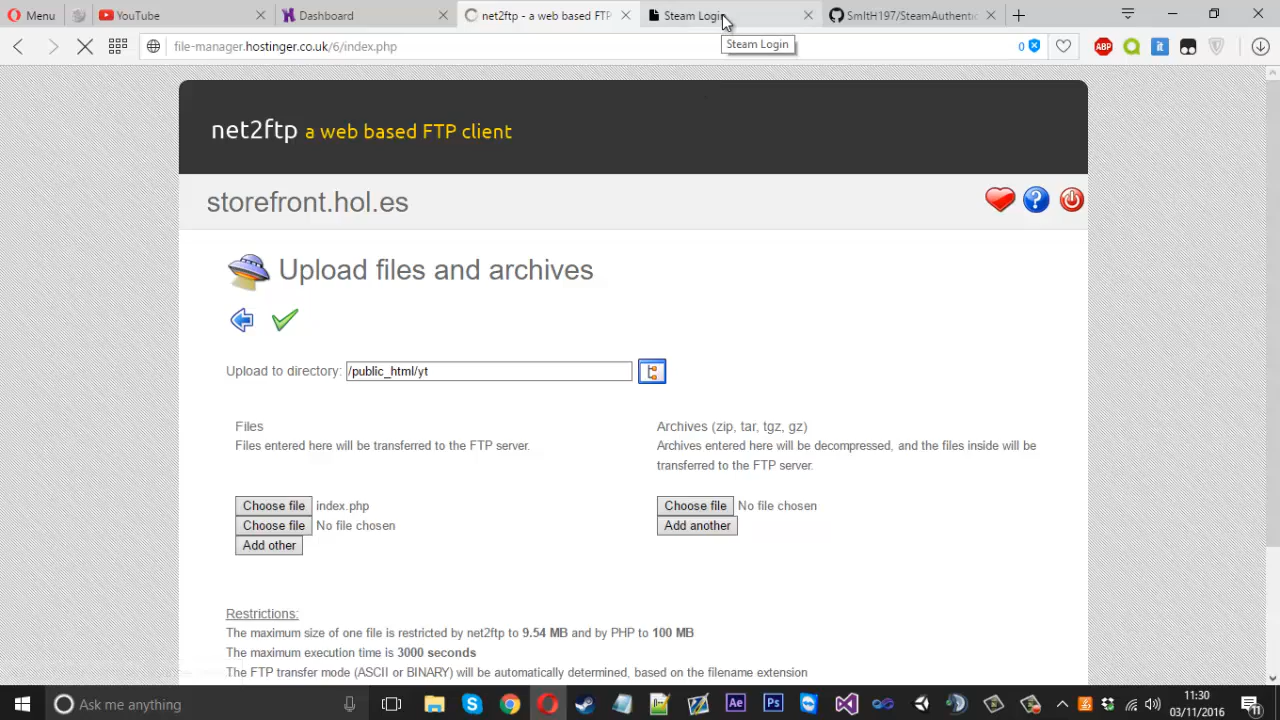 Menu
YouTube
Dashboard
net2ftp - a web based FTP
Steam Login
SmItH197/SteamAuthentic
file-manager.hostinger.co.uk/6/index.php
0
ABP
it
Steam Login
net2ftp a web based FTP client
storefront.hol.es
Upload files and archives
Upload to directory: /public_html/yt
Files
Files entered here will be transferred to the FTP server.
Archives (zip, tar, tgz, gz)
Archives entered here will be decompressed, and the files inside will be
transferred to the FTP server.
Choose file index.php
Choose file No file chosen
Add other
Choose file No file chosen
Add another
Restrictions:
The maximum size of one file is restricted by net2ftp to 9.54 MB and by PHP to 100 MB
The maximum execution time is 3000 seconds
The FTP transfer mode (ASCII or BINARY) will be automatically determined, based on the filename extension
Ask me anything
Ae
Ps
11:30
03/11/2016